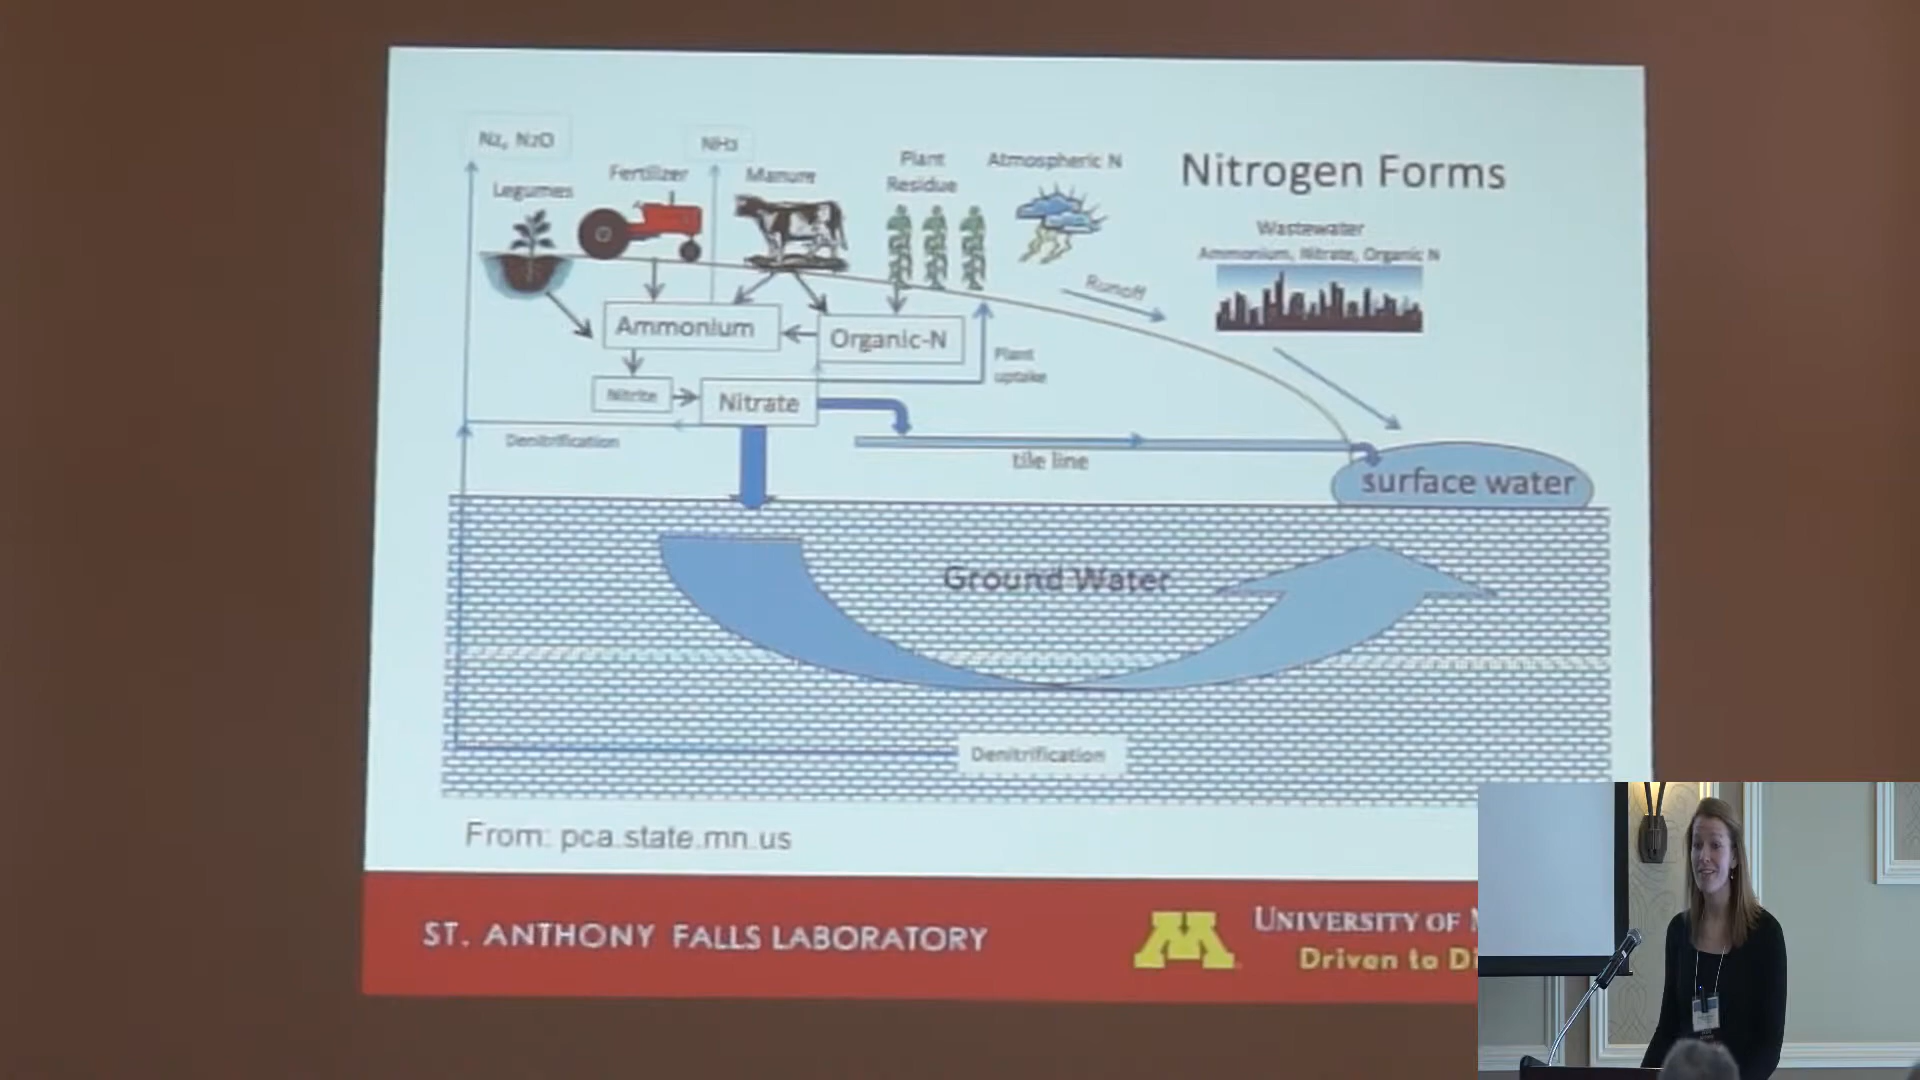 N₂, N₂O
NH₃
Legumes
Fertilizer
Manure
Plant
Residue
Atmospheric N
Nitrogen Forms
Wastewater
Ammonium, Nitrate, Organic N
Runoff
Ammonium
Organic-N
Plant
uptake
Nitrite
Nitrate
Denitrification
tile line
surface water
Ground Water
Denitrification
From: pca.state.mn.us
ST. ANTHONY FALLS LABORATORY
M
UNIVERSITY OF
Driven to